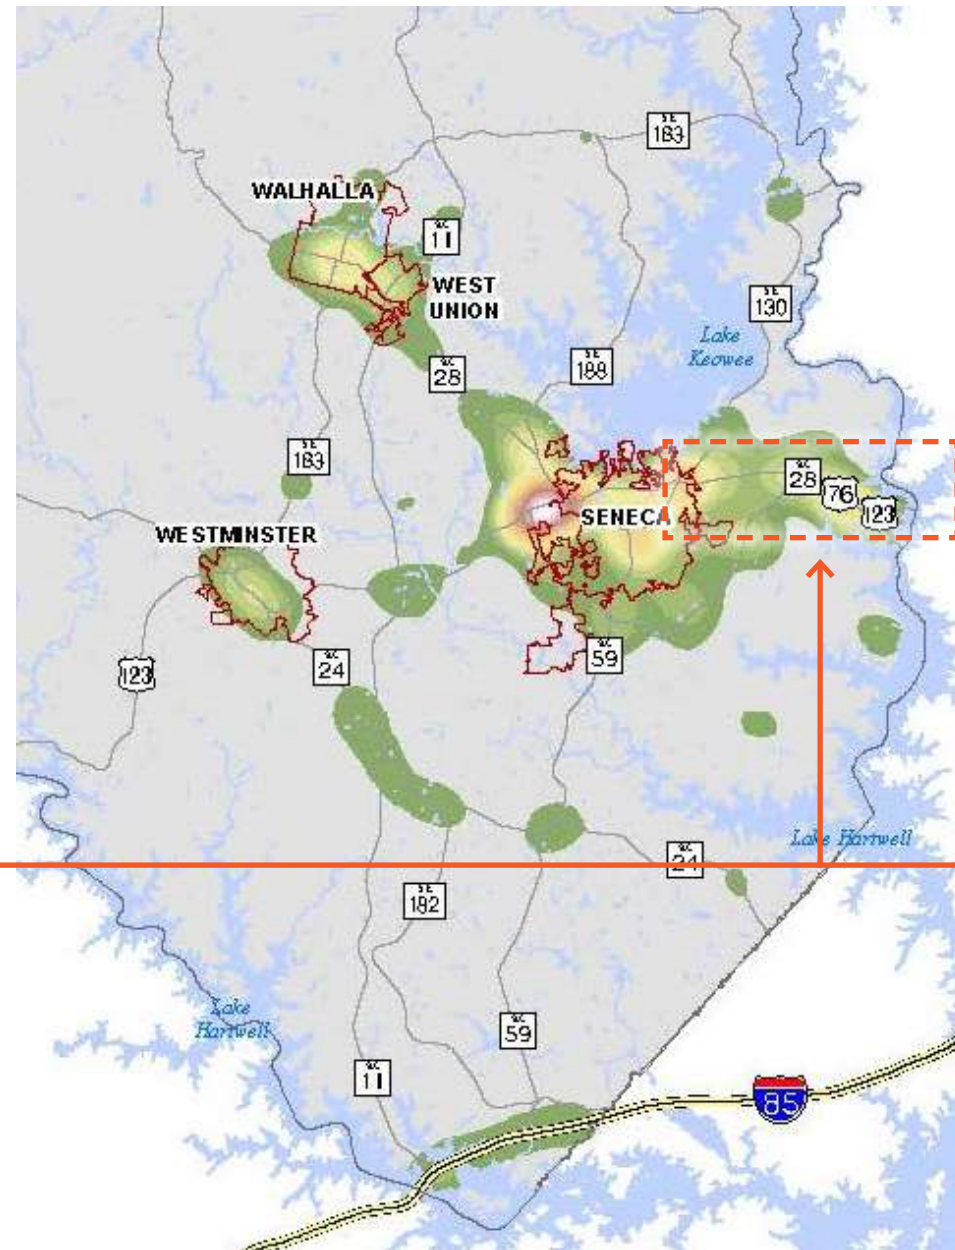 183
WALHALLA
11
WEST
UNION
130
Lake
Keowee
28
188
183
28
76
123
SENECA
WESTMINSTER
59
24
123
Lake Hartwell
24
182
Lake
Hartwell
59
11
85